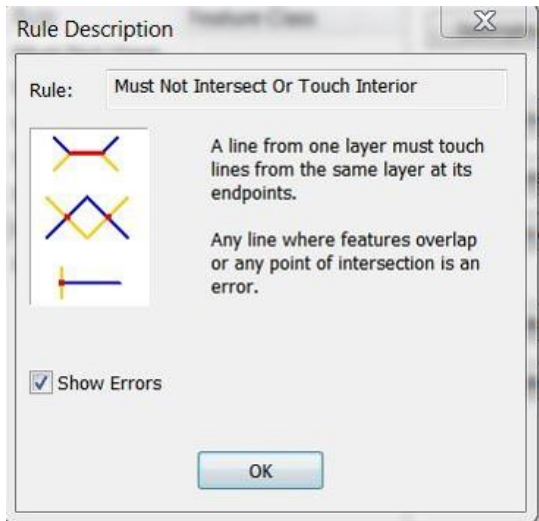 Rule Description
Rule: Must Not Intersect Or Touch Interior
A line from one layer must touch
lines from the same layer at its
endpoints.
Any line where features overlap
or any point of intersection is an
error.
Show Errors
OK